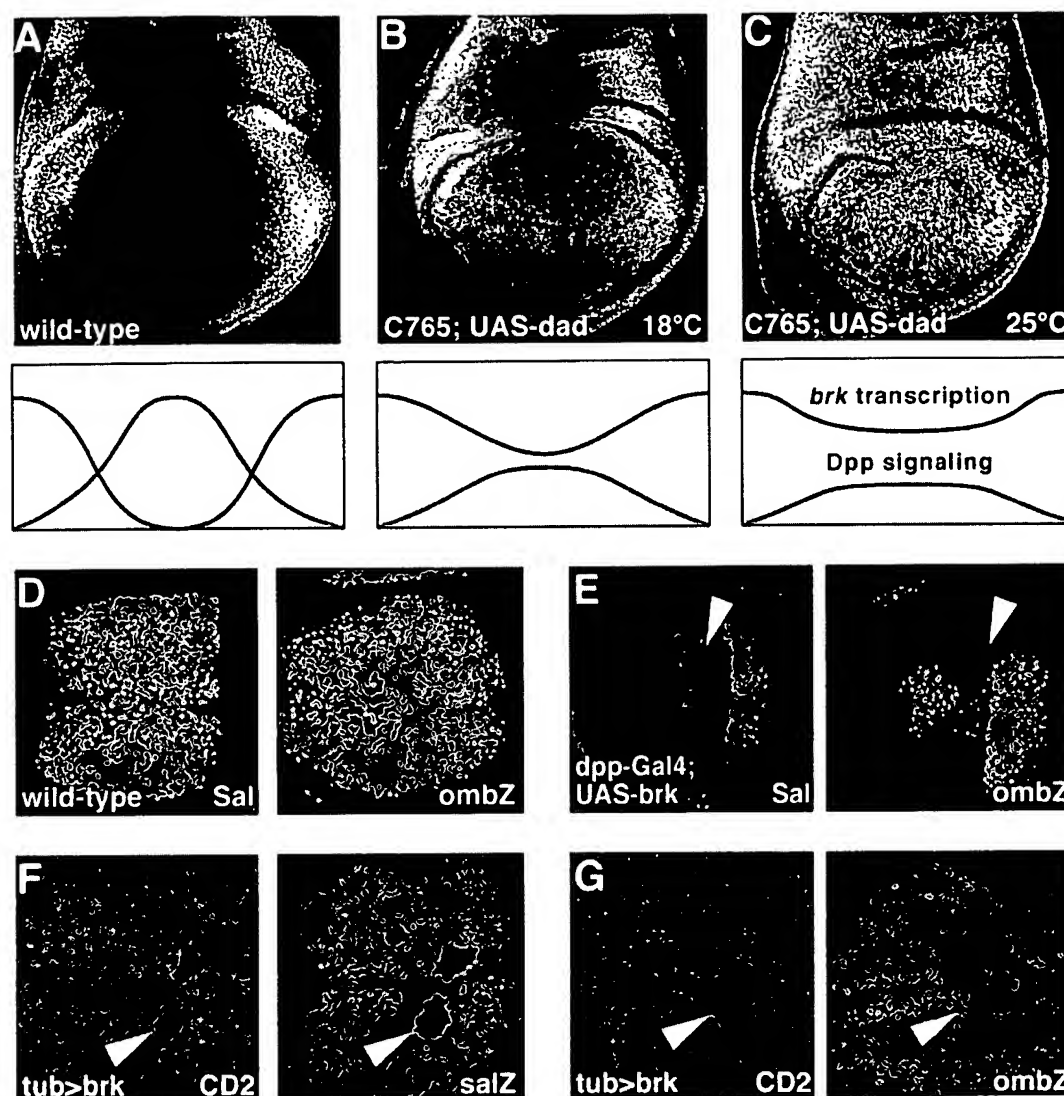 A
wild-type
B
C765; UAS-dad 18°C
C
C765; UAS-dad 25°C
brk transcription
Dpp signaling
D
wild-type Sal
ombZ
E
dpp-Gal4;
UAS-brk Sal
ombZ
F
tub>brk CD2
salZ
G
tub>brk CD2
ombZ